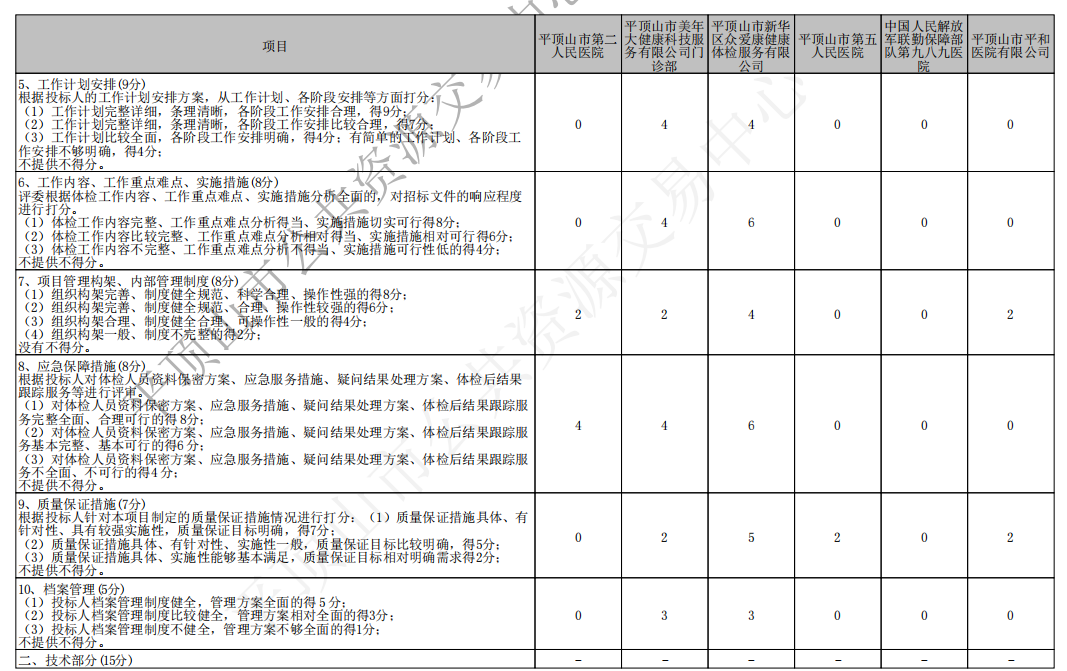 项目
平顶山市第二
人民医院
平顶山市美年
大健康科技服
务有限公司门
诊部
平顶山市新华
区众爱康健康
体检服务有限
公司
平顶山市第五
人民医院
中国人民解放
军联勤保障部
队第九八九医
院
平顶山市平和
医院有限公司
5、工作计划安排(9分)
根据投标人的工作计划安排方案，从工作计划、各阶段安排等方面打分：
（1）工作计划完整详细，条理清晰，各阶段工作安排合理，得9分；
（2）工作计划完整详细，条理清晰，各阶段工作安排比较合理，得7分；
（3）工作计划比较全面，各阶段工作安排明确，得4分；有简单的工作计划、各阶段工
作安排不够明确，得4分；
不提供不得分。
0 4 4 0 0 0
6、工作内容、工作重点难点、实施措施(8分)
评委根据体检工作内容、工作重点难点、实施措施分析全面的，对招标文件的响应程度
进行打分。
（1）体检工作内容完整、工作重点难点分析得当、实施措施切实可行得8分；
（2）体检工作内容比较完整、工作重点难点分析相对得当、实施措施相对可行得6分；
（3）体检工作内容不完整、工作重点难点分析不得当、实施措施可行性低的得4分；
不提供不得分。
0 4 6 0 0 0
7、项目管理构架、内部管理制度(8分)
（1）组织构架完善、制度健全规范、科学合理、操作性强的得8分；
（2）组织构架完善、制度健全规范、合理、操作性较强的得6分；
（3）组织构架合理、制度健全合理、可操作性一般的得4分；
（4）组织构架一般、制度不完整的得2分；
没有不得分。
2 2 4 0 0 2
8、应急保障措施(8分)
根据投标人对体检人员资料保密方案、应急服务措施、疑问结果处理方案、体检后结果
跟踪服务等进行评审。
（1）对体检人员资料保密方案、应急服务措施、疑问结果处理方案、体检后结果跟踪服
务完整全面、合理可行的得8分；
（2）对体检人员资料保密方案、应急服务措施、疑问结果处理方案、体检后结果跟踪服
务基本完整、基本可行的得6分；
（3）对体检人员资料保密方案、应急服务措施、疑问结果处理方案、体检后结果跟踪服
务不全面、不可行的得4分；
不提供不得分。
4 4 6 0 0 0
9、质量保证措施(7分)
根据投标人针对本项目制定的质量保证措施情况进行打分：（1）质量保证措施具体、有
针对性、具有较强实施性，质量保证目标明确，得7分；
（2）质量保证措施具体、有针对性、实施性一般，质量保证目标比较明确，得5分；
（3）质量保证措施具体、实施性能够基本满足，质量保证目标相对明确需求得2分；
不提供不得分。
0 2 5 2 0 2
10、档案管理(5分)
（1）投标人档案管理制度健全，管理方案全面的得 5 分；
（2）投标人档案管理制度比较健全，管理方案相对全面的得3分；
（3）投标人档案管理制度不健全，管理方案不够全面的得1分；
不提供不得分。
0 3 3 0 0 0
二、技术部分(15分)
- - - - - -
平顶山市公共资源交易中心
平顶山市公共资源交易中心